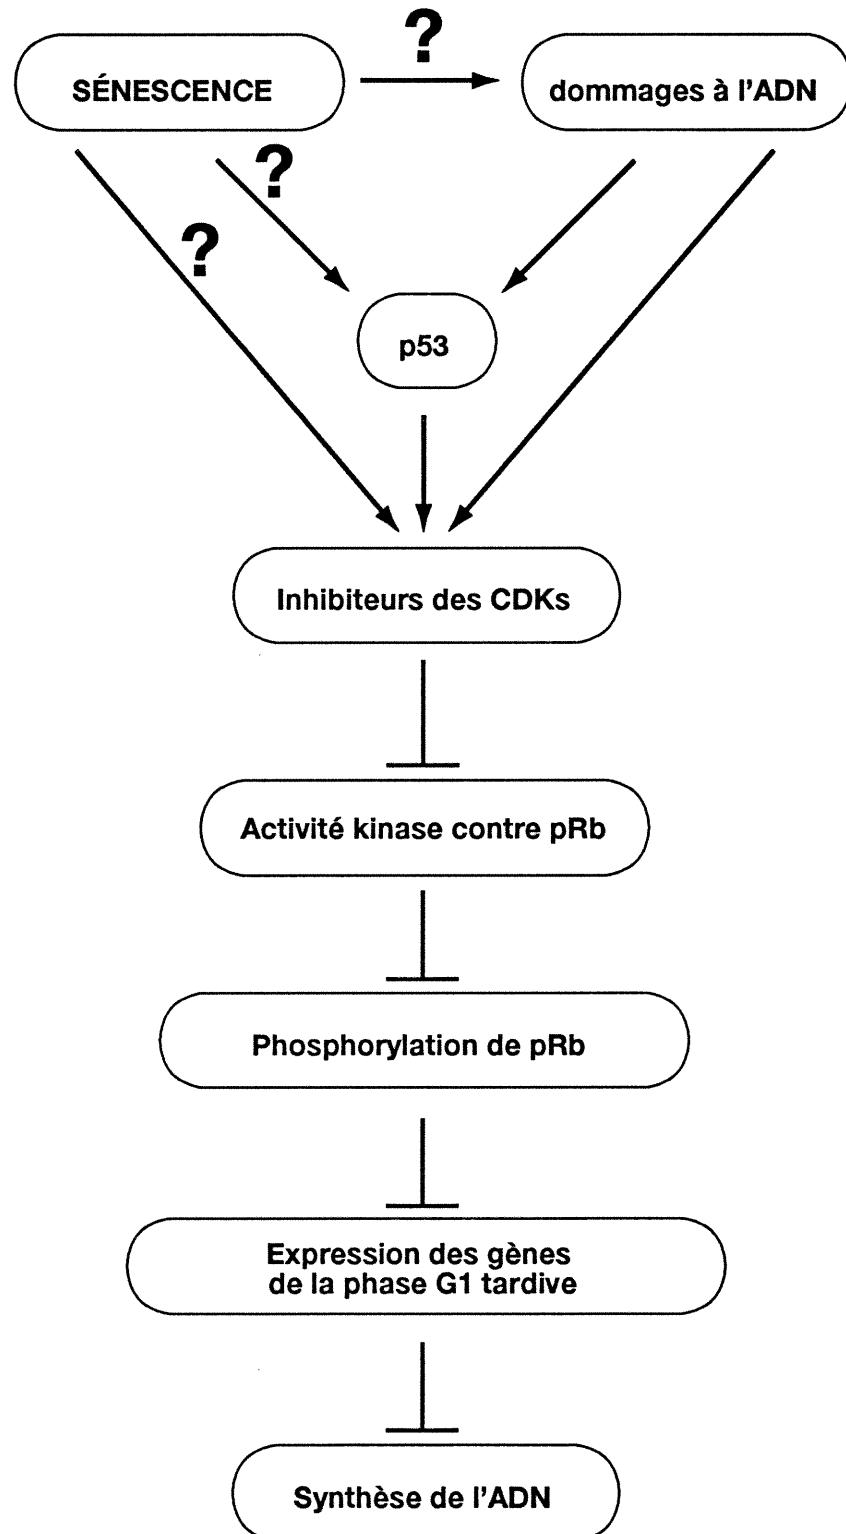 ?
SÉNESCENCE
dommages à l'ADN
?
?
p53
Inhibiteurs des CDKs
Activité kinase contre pRb
Phosphorylation de pRb
Expression des gènes
de la phase G1 tardive
Synthèse de l'ADN